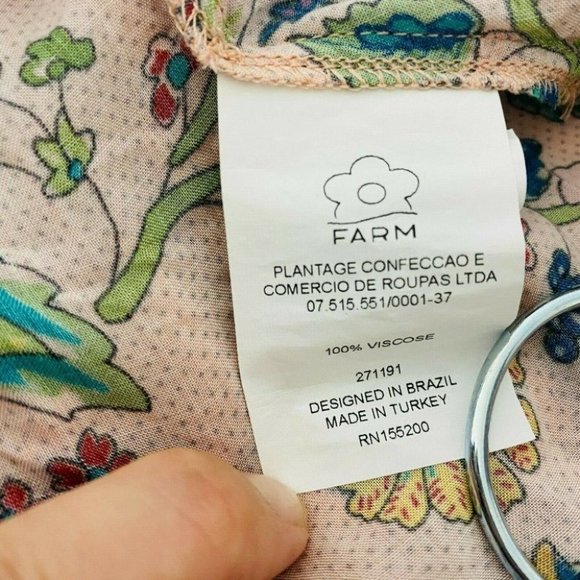 FARM
PLANTAGE CONFECCAO E
COMERCIO DE ROUPAS LTDA
07.515.551/0001-37
100% VISCOSE
271191
DESIGNED IN BRAZIL
MADE IN TURKEY
RN155200